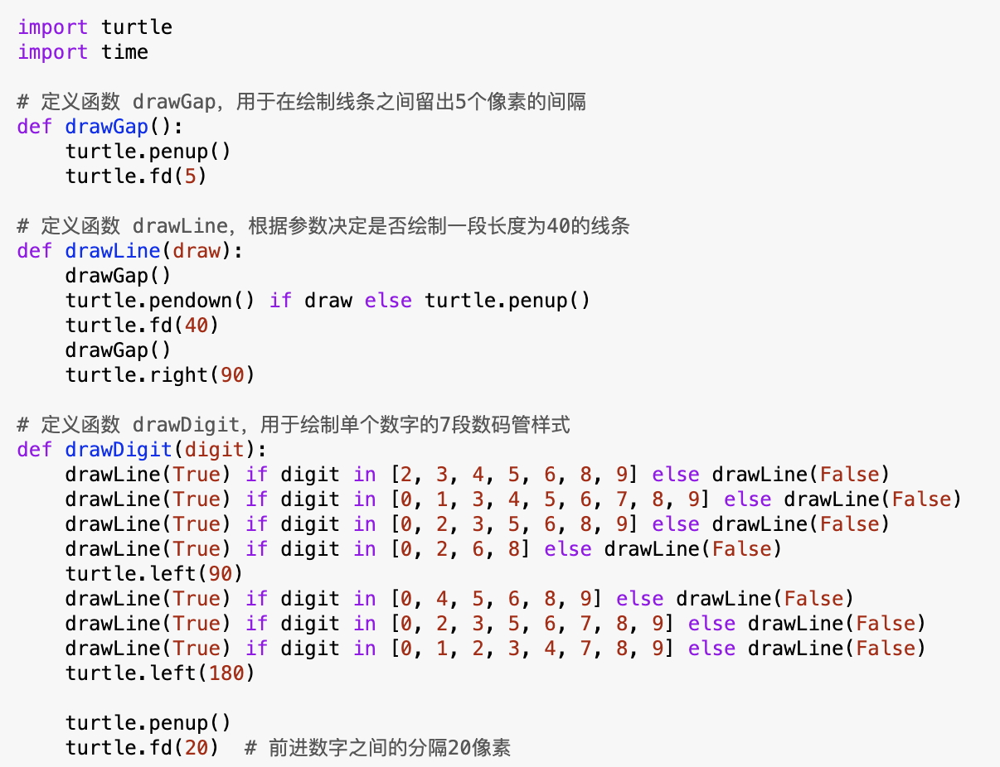 import turtle
import time
# 定义函数 drawGap，用于在绘制线条之间留出5个像素的间隔
def drawGap():
    turtle.penup()
    turtle.fd(5)
# 定义函数 drawLine，根据参数决定是否绘制一段长度为40的线条
def drawLine(draw):
    drawGap()
    turtle.pendown() if draw else turtle.penup()
    turtle.fd(40)
    drawGap()
    turtle.right(90)
# 定义函数 drawDigit，用于绘制单个数字的7段数码管样式
def drawDigit(digit):
    drawLine(True) if digit in [2, 3, 4, 5, 6, 8, 9] else drawLine(False)
    drawLine(True) if digit in [0, 1, 3, 4, 5, 6, 7, 8, 9] else drawLine(False)
    drawLine(True) if digit in [0, 2, 3, 5, 6, 8, 9] else drawLine(False)
    drawLine(True) if digit in [0, 2, 6, 8] else drawLine(False)
    turtle.left(90)
    drawLine(True) if digit in [0, 4, 5, 6, 8, 9] else drawLine(False)
    drawLine(True) if digit in [0, 2, 3, 5, 6, 7, 8, 9] else drawLine(False)
    drawLine(True) if digit in [0, 1, 2, 3, 4, 7, 8, 9] else drawLine(False)
    turtle.left(180)
    turtle.penup()
    turtle.fd(20)  # 前进数字之间的分隔20像素